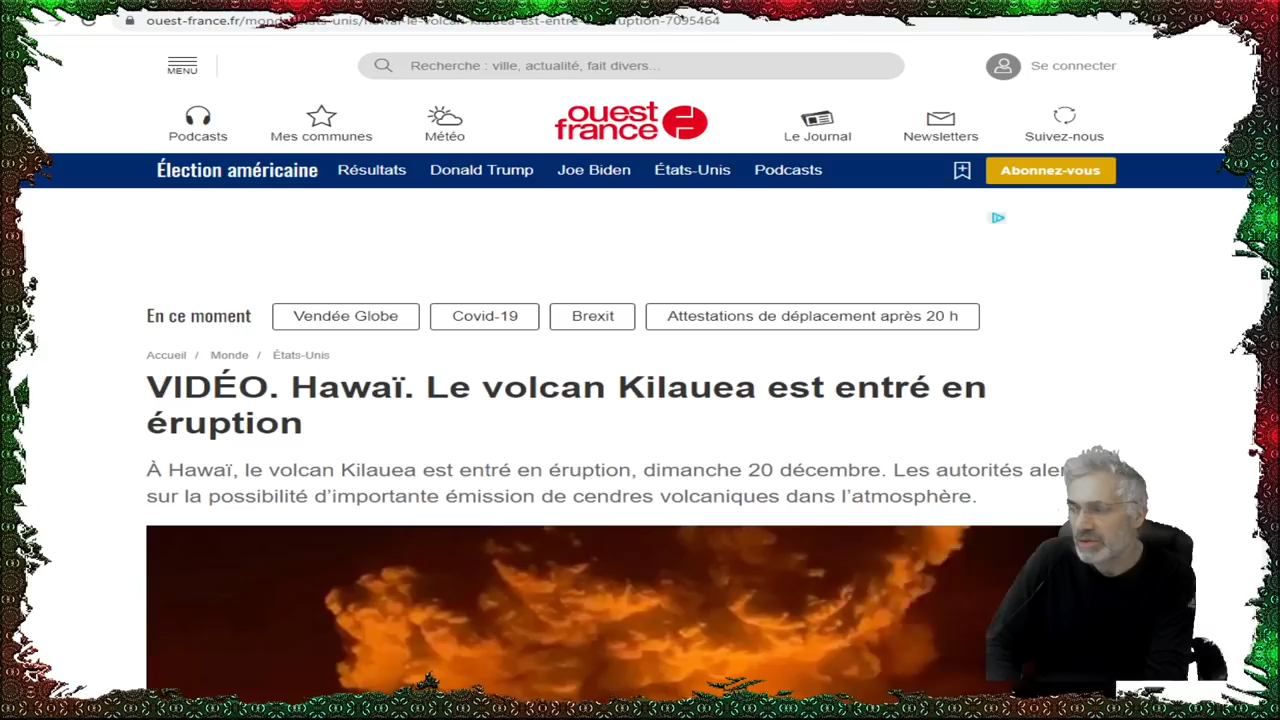 ouest-france.fr/monde/etats-unis/hawai-le-volcan-kilauea-est-entre-en-eruption-7095464
MENU
Recherche : ville, actualité, fait divers...
Se connecter
Podcasts
Mes communes
Météo
ouest
france
Le Journal
Newsletters
Suivez-nous
Élection américaine
Résultats
Donald Trump
Joe Biden
États-Unis
Podcasts
Abonnez-vous
En ce moment
Vendée Globe
Covid-19
Brexit
Attestations de déplacement après 20 h
Accueil / Monde / États-Unis
VIDÉO. Hawaï. Le volcan Kilauea est entré en
éruption
À Hawaï, le volcan Kilauea est entré en éruption, dimanche 20 décembre. Les autorités
sur la possibilité d’importante émission de cendres volcaniques dans l’atmosphère.